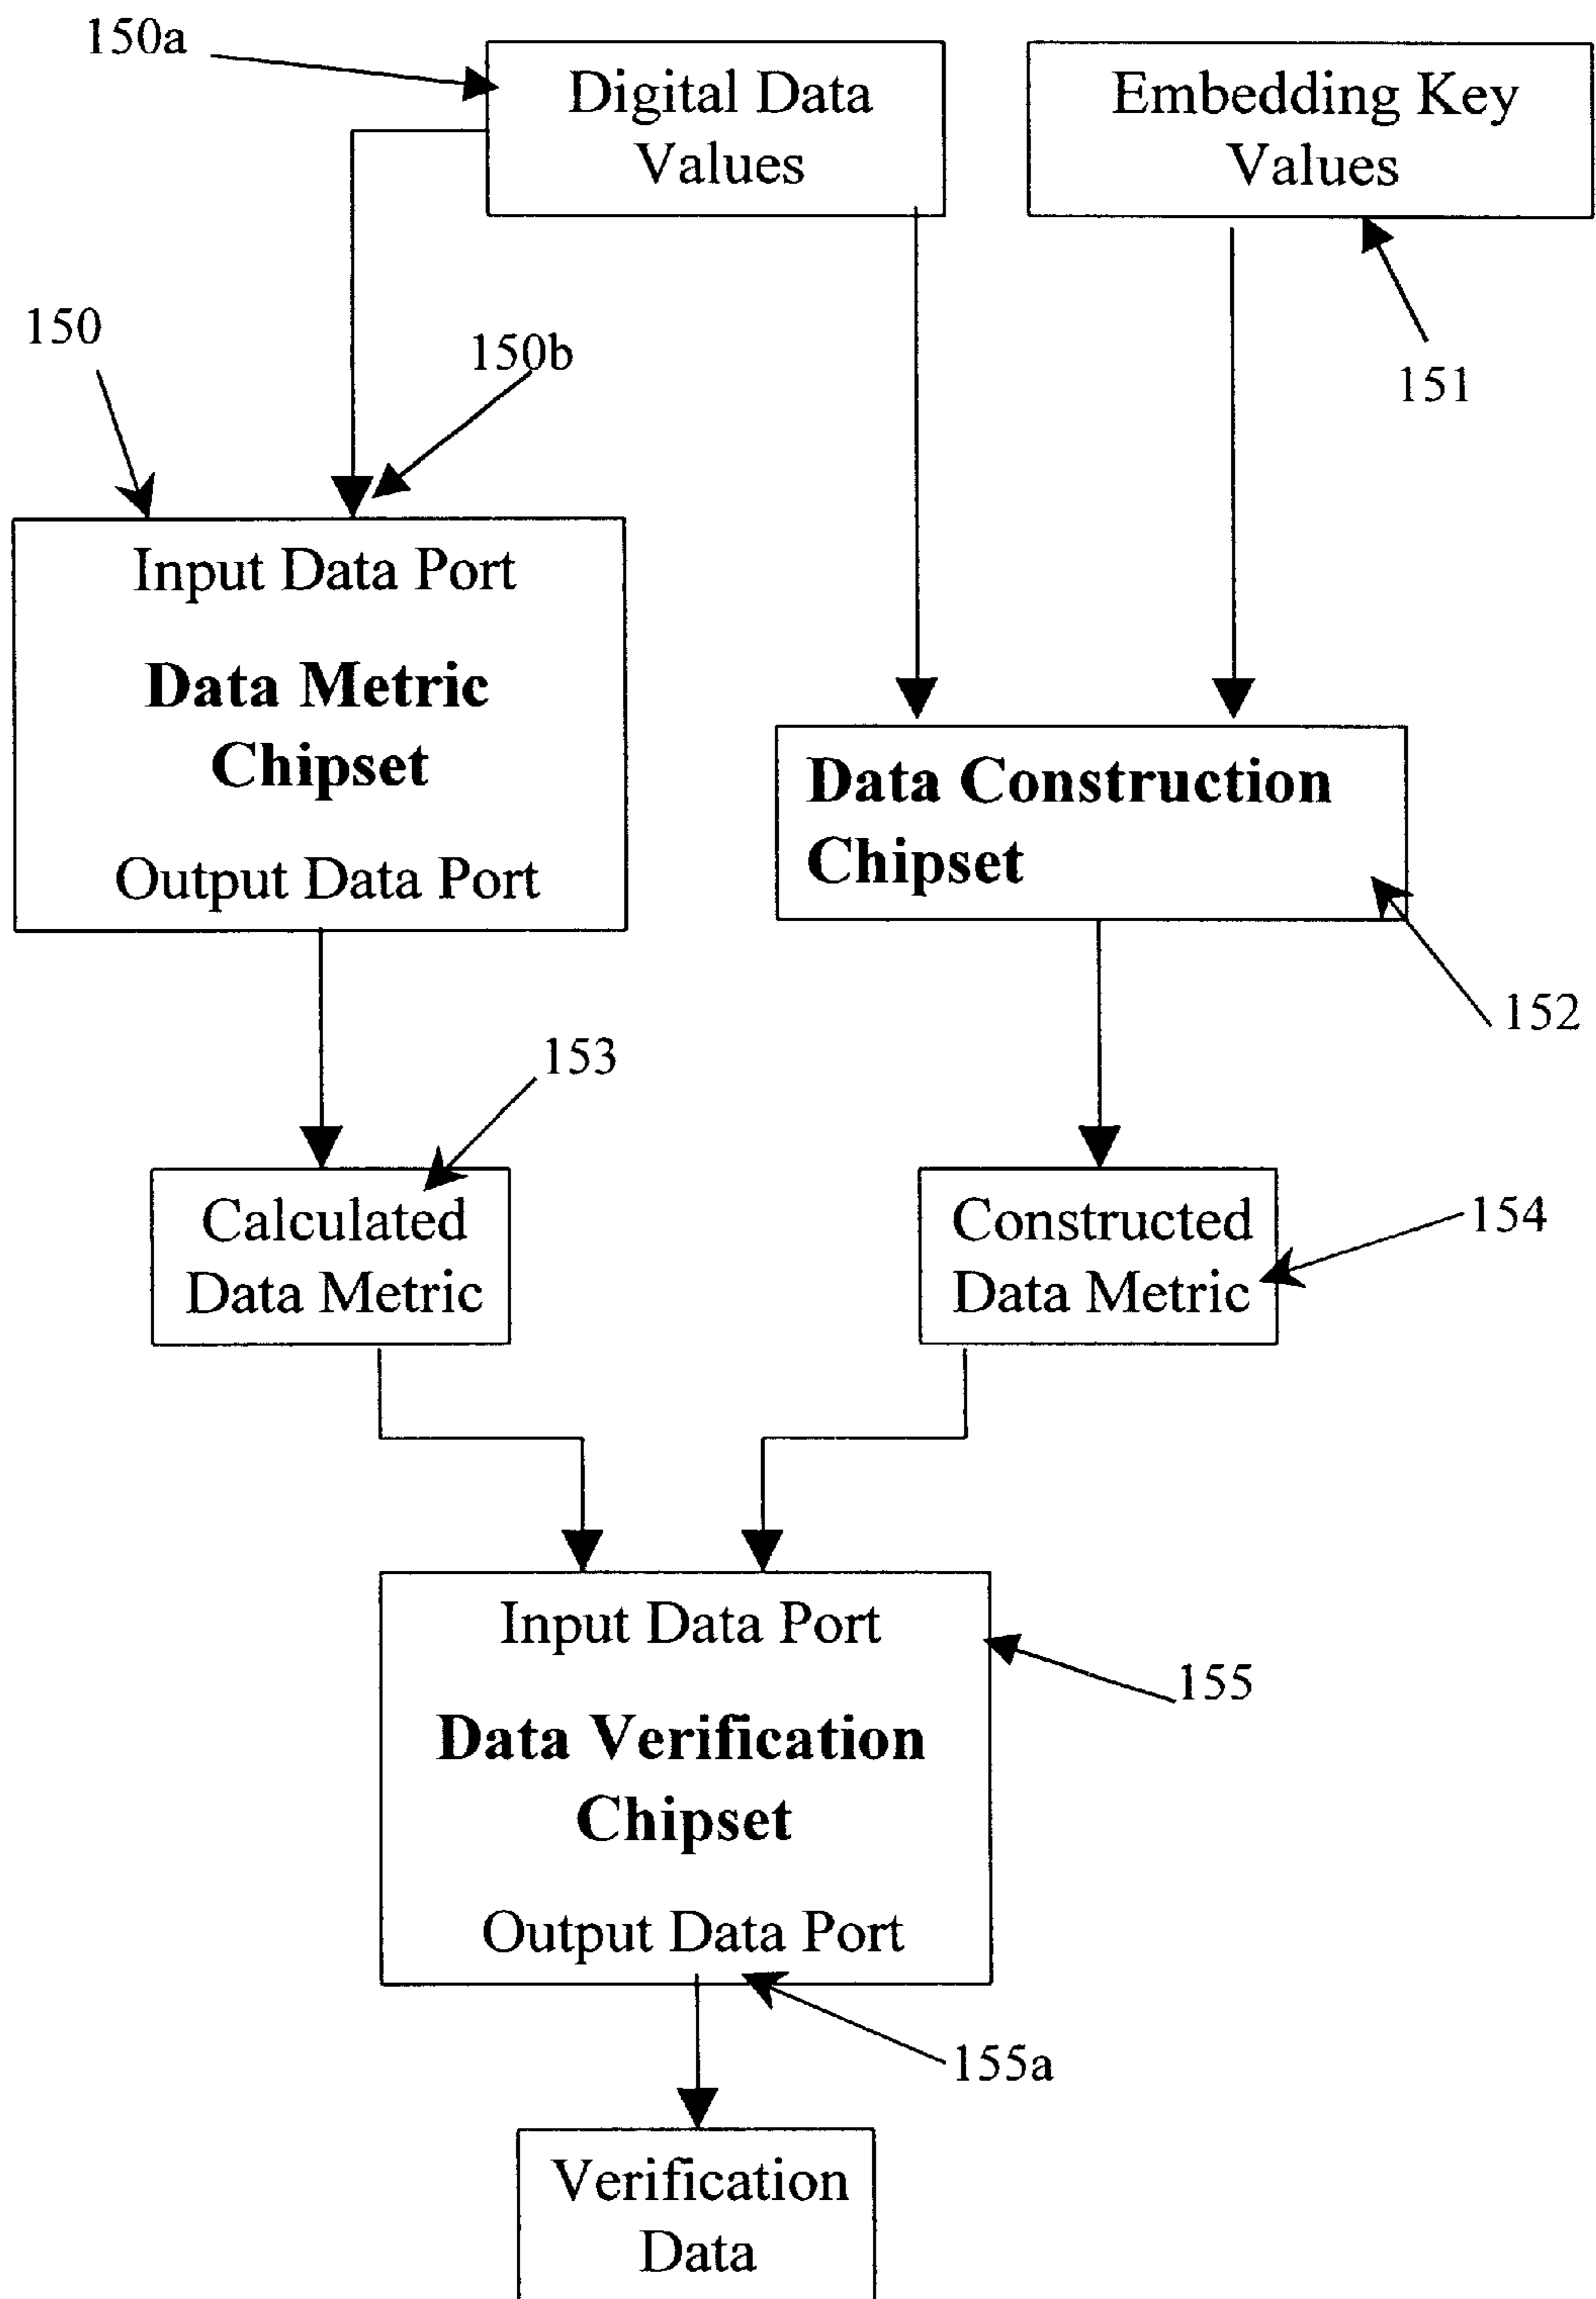 150a
Digital Data
Values
Embedding Key
Values
150
150b
151
Input Data Port
Data Metric
Chipset
Output Data Port
Data Construction
Chipset
152
153
Calculated
Data Metric
Constructed
Data Metric
154
Input Data Port
Data Verification
Chipset
Output Data Port
155
155a
Verification
Data